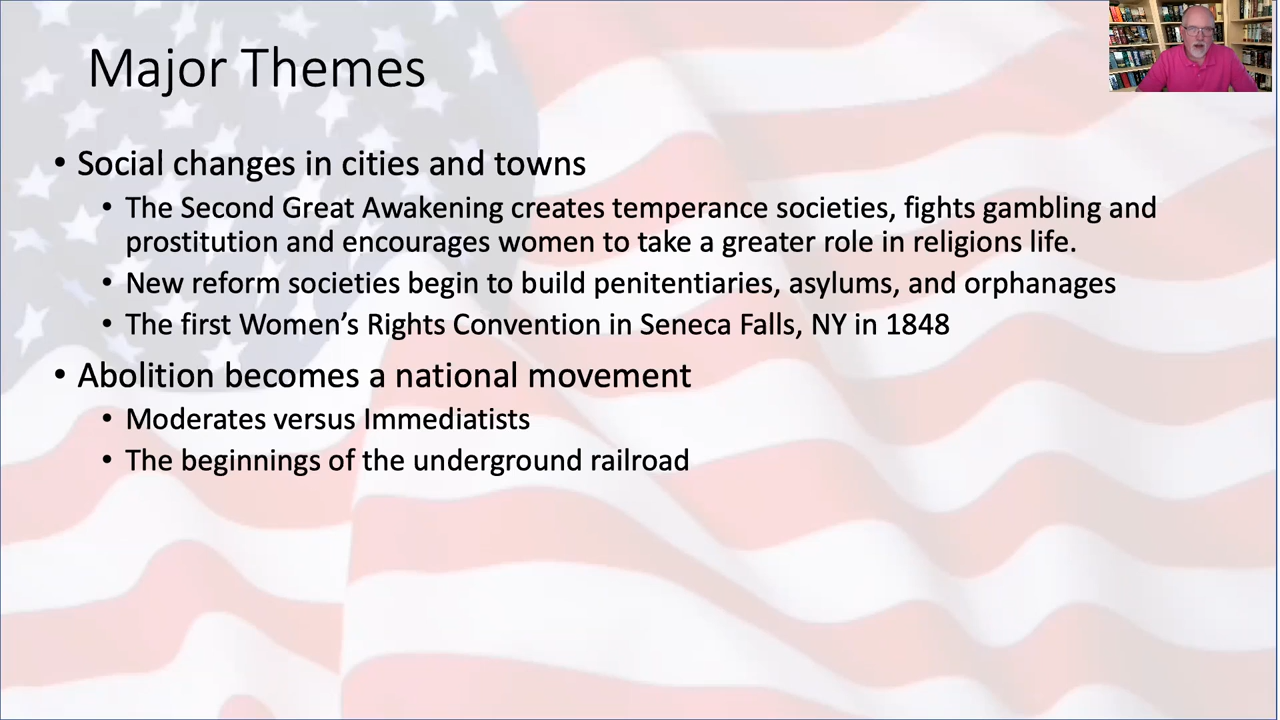 Major Themes
• Social changes in cities and towns
• The Second Great Awakening creates temperance societies, fights gambling and
prostitution and encourages women to take a greater role in religions life.
• New reform societies begin to build penitentiaries, asylums, and orphanages
• The first Women's Rights Convention in Seneca Falls, NY in 1848
• Abolition becomes a national movement
• Moderates versus Immediatists
• The beginnings of the underground railroad